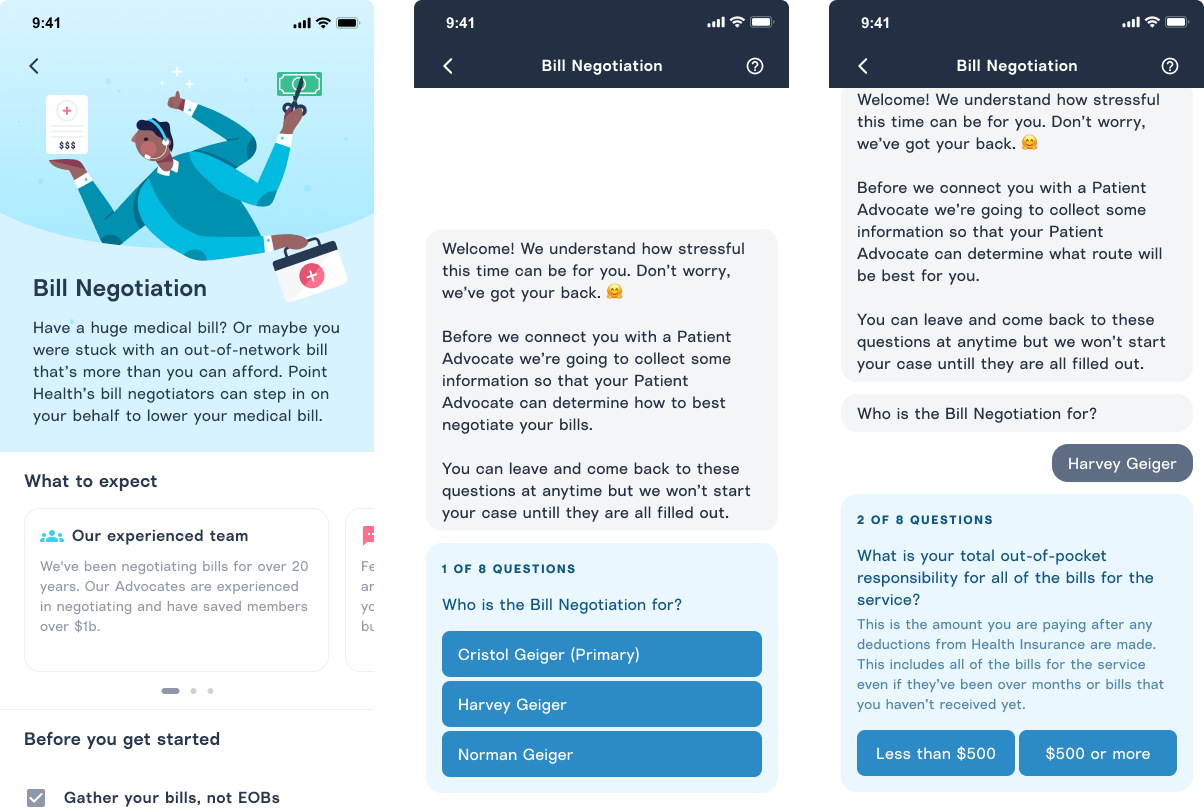 9:41
$$$
Bill Negotiation
Have a huge medical bill? Or maybe you
were stuck with an out-of-network bill
that's more than you can afford. Point
Health's bill negotiators can step in on
your behalf to lower your medical bill.
What to expect
Our experienced team
We've been negotiating bills for over 20
years. Our Advocates are experienced
in negotiating and have saved members
over $1b.
Before you get started
Gather your bills, not EOBs
9:41
Bill Negotiation
Welcome! We understand how stressful
this time can be for you. Don't worry,
we've got your back. 🤗
Before we connect you with a Patient
Advocate we're going to collect some
information so that your Patient
Advocate can determine how to best
negotiate your bills.
You can leave and come back to these
questions at anytime but we won't start
your case untill they are all filled out.
1 OF 8 QUESTIONS
Who is the Bill Negotiation for?
Cristol Geiger (Primary)
Harvey Geiger
Norman Geiger
9:41
Bill Negotiation
Welcome! We understand how stressful
this time can be for you. Don't worry,
we've got your back. 🤗
Before we connect you with a Patient
Advocate we're going to collect some
information so that your Patient
Advocate can determine what route will
be best for you.
You can leave and come back to these
questions at anytime but we won't start
your case untill they are all filled out.
Who is the Bill Negotiation for?
Harvey Geiger
2 OF 8 QUESTIONS
What is your total out-of-pocket
responsibility for all of the bills for the
service?
This is the amount you are paying after any
deductions from Health Insurance are made.
This includes all of the bills for the service
even if they've been over months or bills that
you haven't received yet.
Less than $500
$500 or more